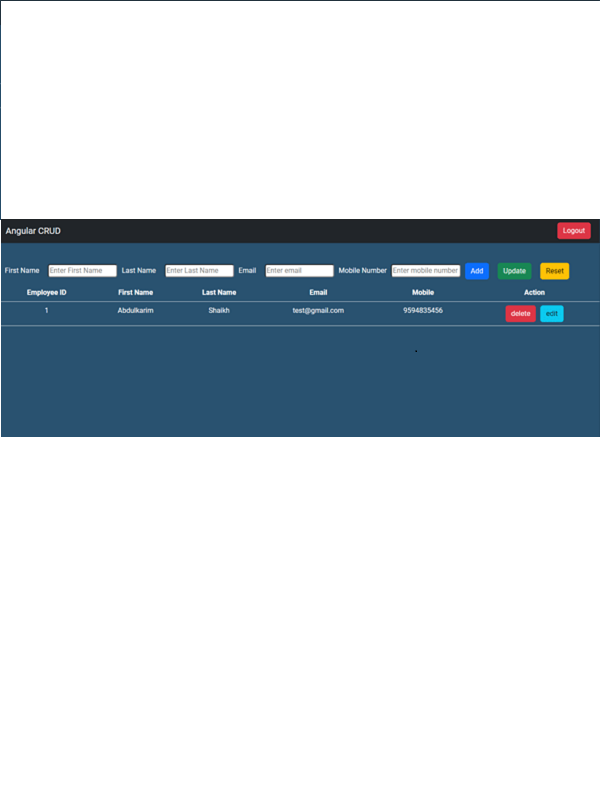 Angular CRUD Logout
First Name Enter First Name Last Name Enter Last Name Email Enter email Mobile Number Enter mobile number Add Update Reset
Employee ID First Name Last Name Email Mobile Action
1 Abdulkarim Shaikh test@gmail.com 9594835456 delete edit